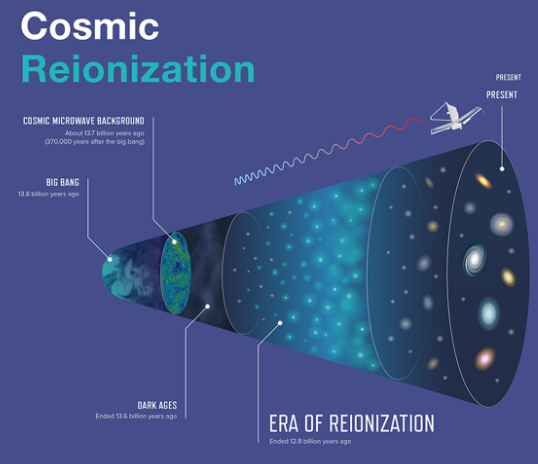 Cosmic
Reionization
PRESENT
PRESENT
COSMIC MICROWAVE BACKGROUND
About 13.7 billion years ago
(370,000 years after the big bang)
BIG BANG
13.8 billion years ago
DARK AGES
Ended 13.6 billion years ago
ERA OF REIONIZATION
Ended 12.8 billion years ago